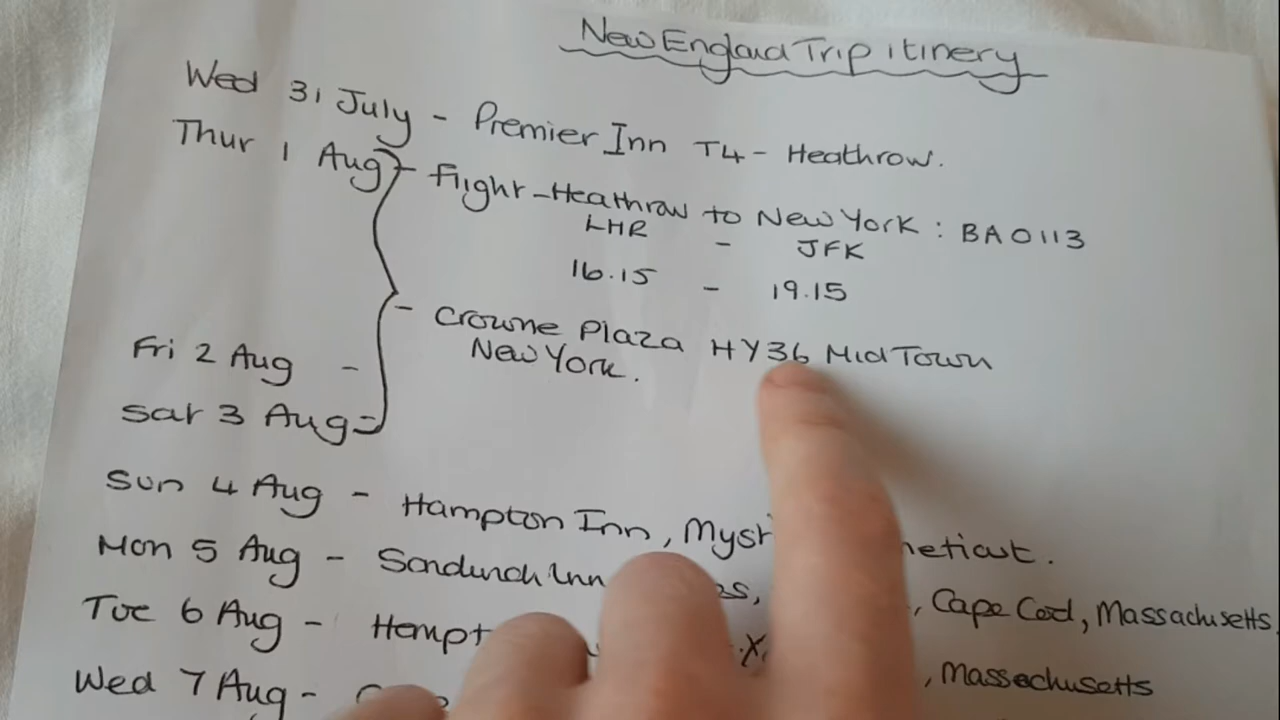 New England Trip itinery
Wed 31 July - Premier Inn T4 - Heathrow.
Thur 1 Aug - Flight - Heathrow to New York : BA0113
LHR - JFK
16.15 - 19.15
- Crowne Plaza HY36 MidTown
New York.
Fri 2 Aug -
Sat 3 Aug -
Sun 4 Aug - Hampton Inn,
Mon 5 Aug - Sandwich Inn , Cape Cod, Massachusetts
Tue 6 Aug - , Massachusetts
Wed 7 Aug -